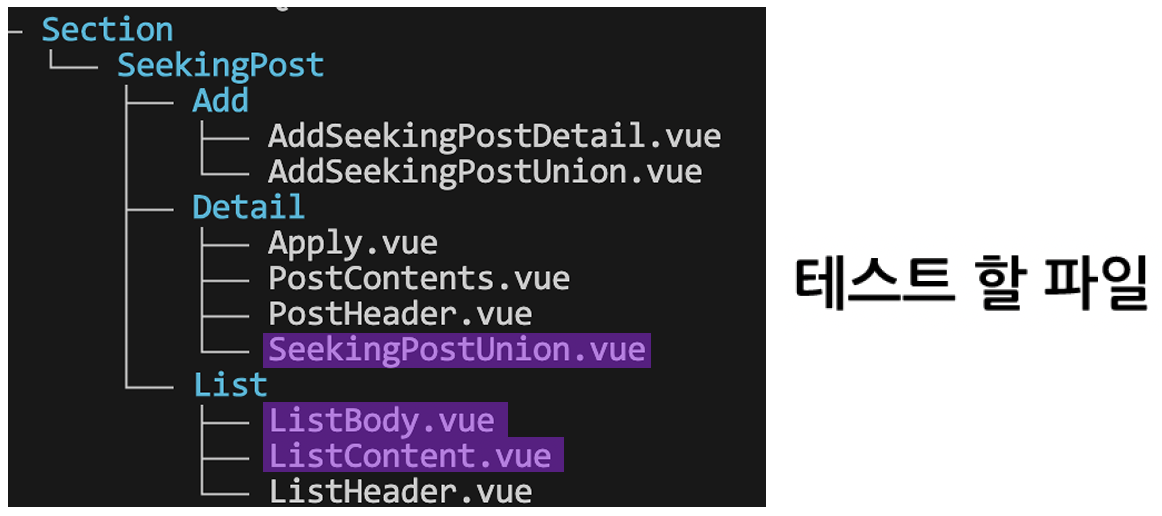 Section
SeekingPost
Add
AddSeekingPostDetail.vue
AddSeekingPostUnion.vue
Detail
Apply.vue
PostContents.vue
PostHeader.vue
SeekingPostUnion.vue
List
ListBody.vue
ListContent.vue
ListHeader.vue
테스트 할 파일